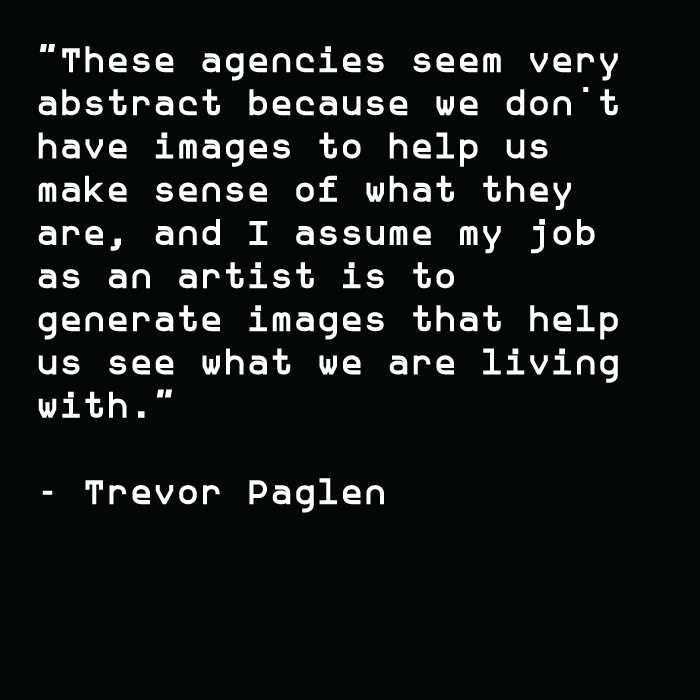 "These agencies seem very
abstract because we don't
have images to help us
make sense of what they
are, and I assume my job
as an artist is to
generate images that help
us see what we are living
with."
- Trevor Paglen